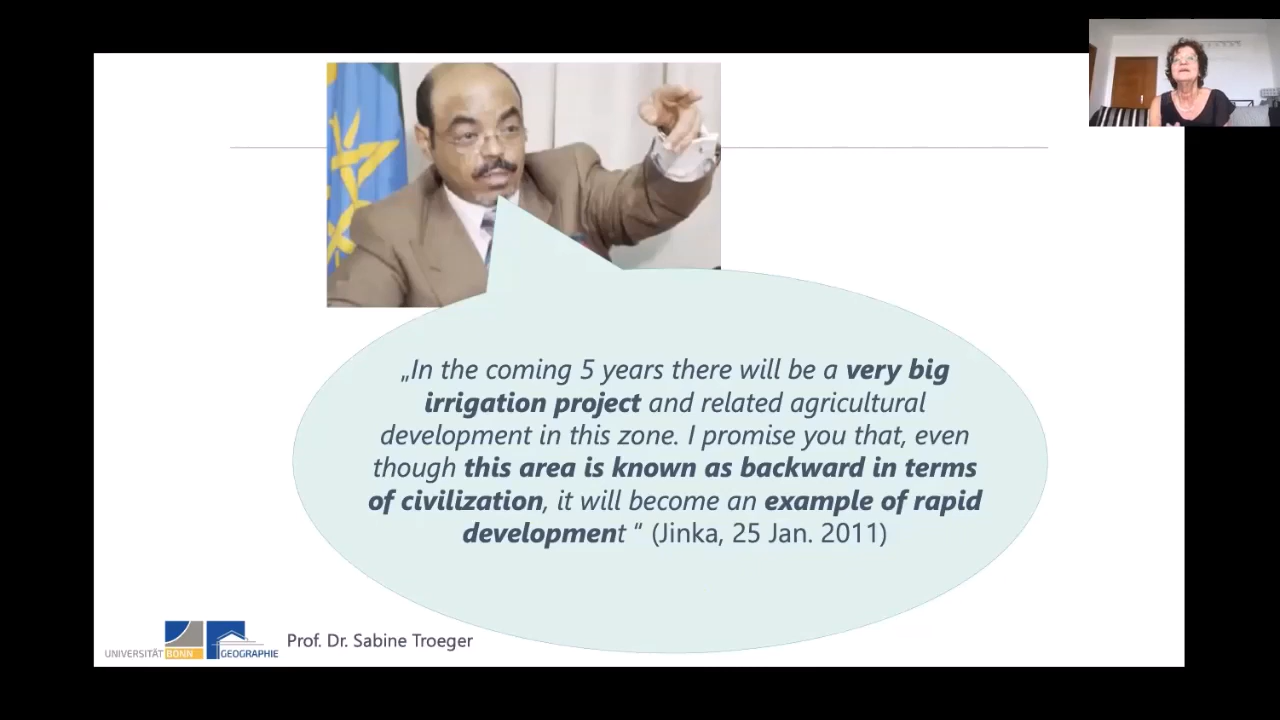 „In the coming 5 years there will be a very big
irrigation project and related agricultural
development in this zone. I promise you that, even
though this area is known as backward in terms
of civilization, it will become an example of rapid
development “ (Jinka, 25 Jan. 2011)
UNIVERSITÄT BONN GEOGRAPHIE
Prof. Dr. Sabine Troeger